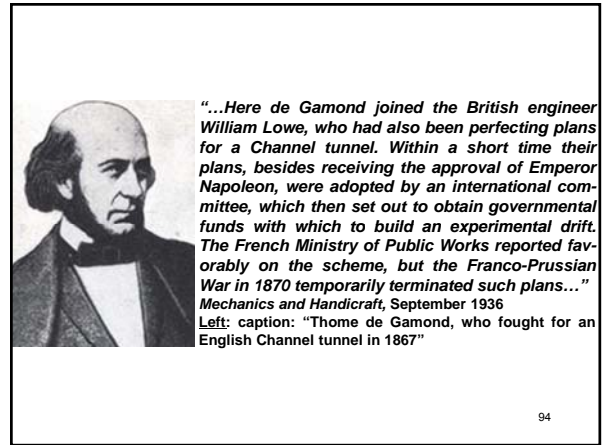 “…Here de Gamond joined the British engineer
William Lowe, who had also been perfecting plans
for a Channel tunnel. Within a short time their
plans, besides receiving the approval of Emperor
Napoleon, were adopted by an international com-
mittee, which then set out to obtain governmental
funds with which to build an experimental drift.
The French Ministry of Public Works reported fav-
orably on the scheme, but the Franco-Prussian
War in 1870 temporarily terminated such plans…”
Mechanics and Handicraft, September 1936
Left: caption: “Thome de Gamond, who fought for an
English Channel tunnel in 1867”
94